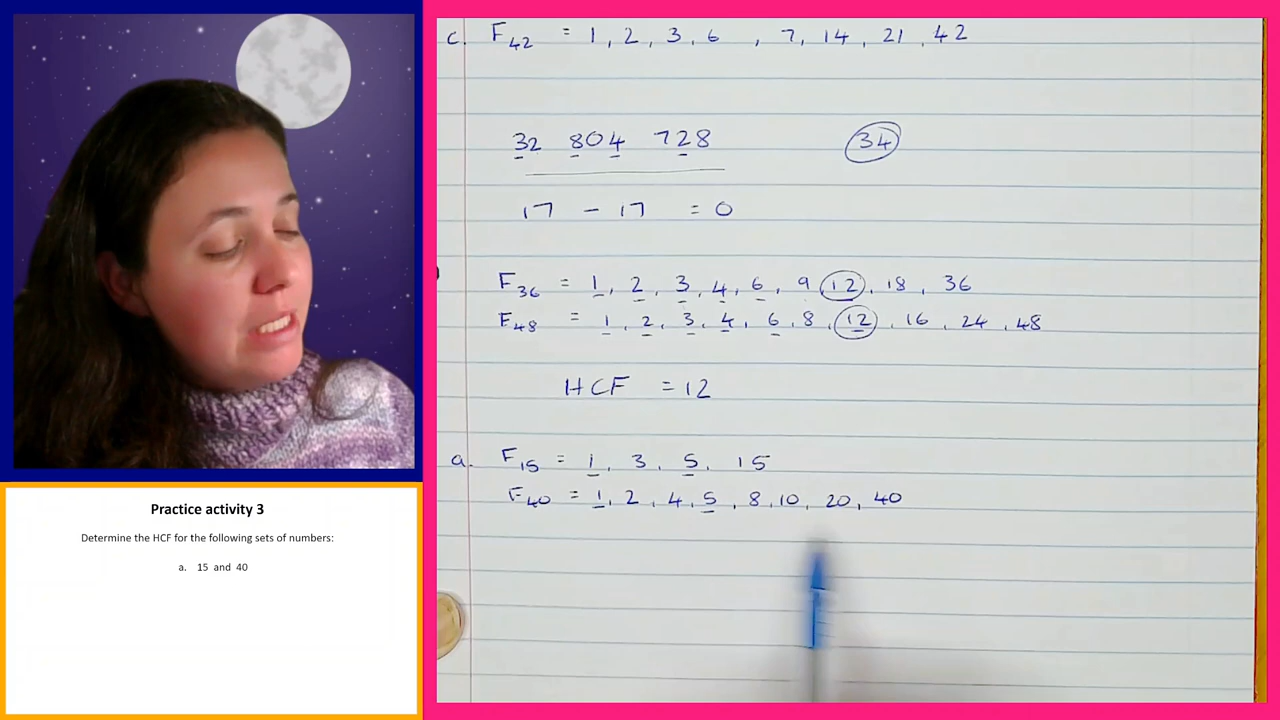 c. F42 = 1, 2, 3, 6, 7, 14, 21, 42
32 804 728 34
17 - 17 = 0
F36 = 1, 2, 3, 4, 6, 9 12, 18, 36
F48 = 1, 2, 3, 4, 6, 8, 12, 16, 24, 48
HCF = 12
a. F15 = 1, 3, 5, 15
F40 = 1, 2, 4, 5, 8, 10, 20, 40
Practice activity 3
Determine the HCF for the following sets of numbers:
a. 15 and 40